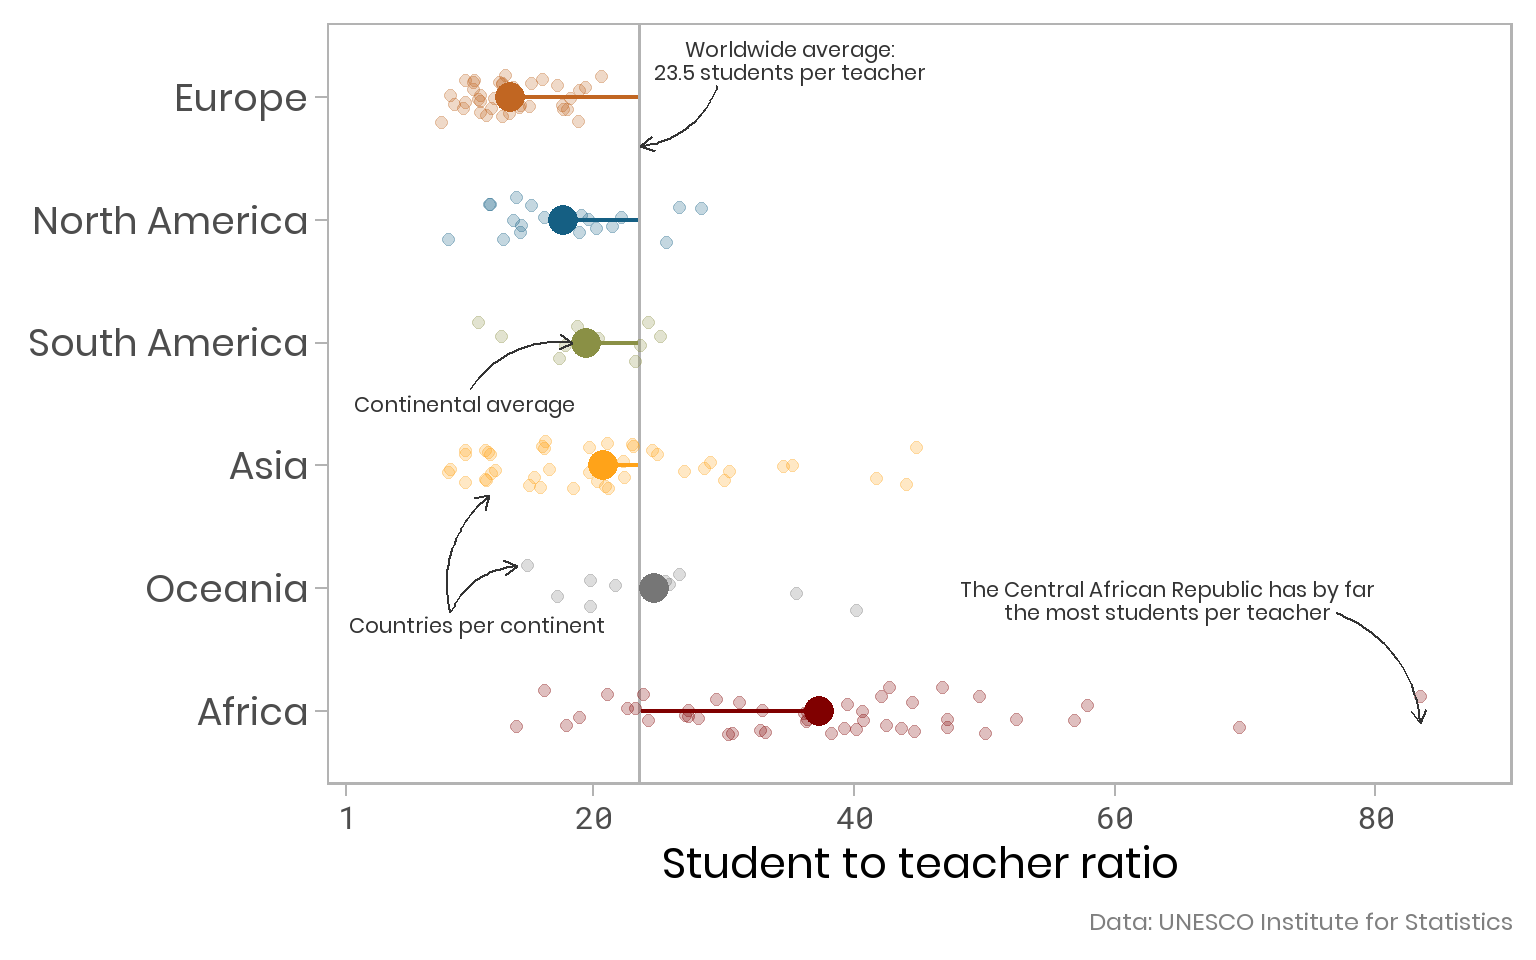 Worldwide average:
23.5 students per teacher
Europe
North America
South America
Continental average
Asia
Oceania
Countries per continent
The Central African Republic has by far
the most students per teacher
Africa
1 20 40 60 80
Student to teacher ratio
Data: UNESCO Institute for Statistics